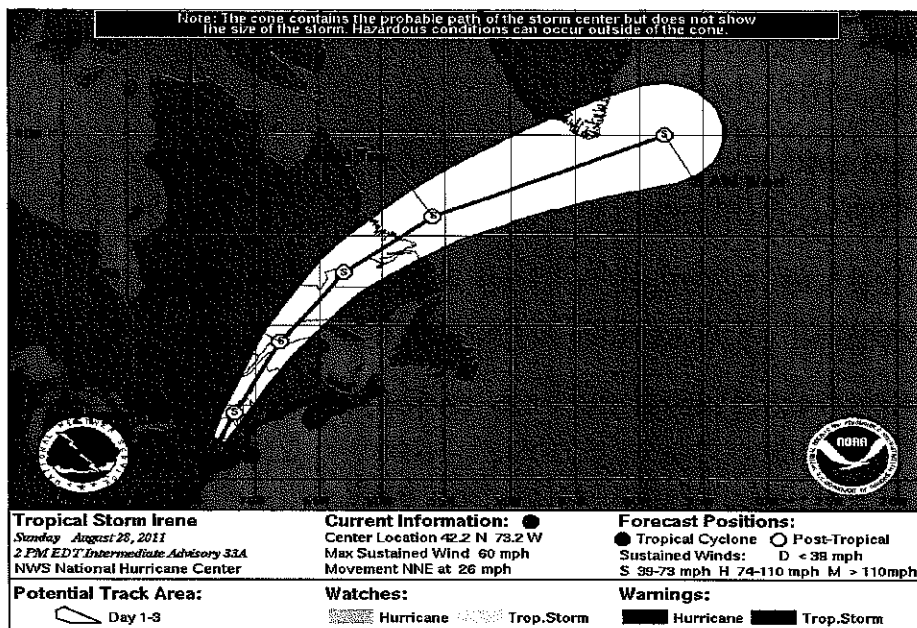 Note: The cone contains the probable path of the storm center but does not show
the size of the storm. Hazardous conditions can occur outside of the cone.
S
S
S
S
S
NOAA
Tropical Storm Irene
Sunday August 28, 2011
2 PM EDT Intermediate Advisory 33A
NWS National Hurricane Center
Current Information:
Center Location 42.2 N 73.2 W
Max Sustained Wind 60 mph
Movement NNE at 26 mph
Forecast Positions:
Tropical Cyclone Post-Tropical
Sustained Winds: D < 38 mph
S 39-73 mph H 74-110 mph M > 110mph
Potential Track Area:
Day 1-3
Watches:
Hurricane Trop.Storm
Warnings:
Hurricane Trop.Storm